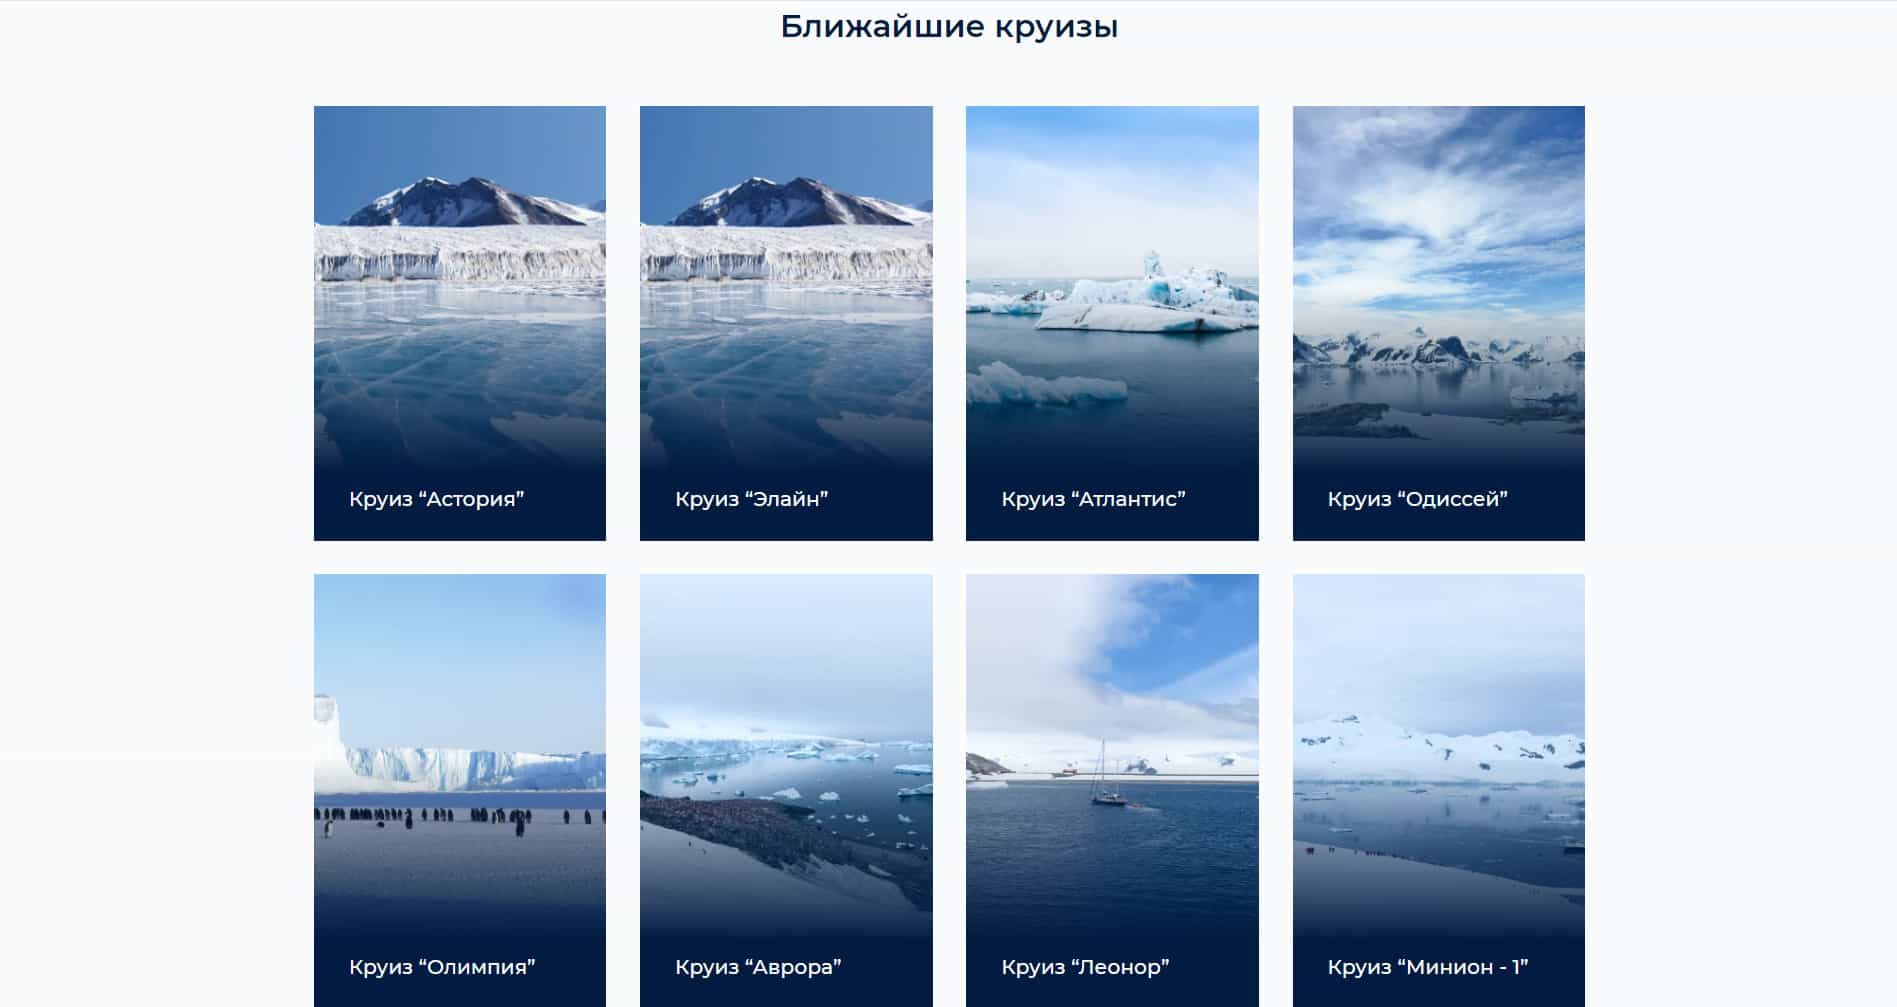 Ближайшие круизы
Круиз “Астория”
Круиз “Элайн”
Круиз “Атлантис”
Круиз “Одиссей”
Круиз “Олимпия”
Круиз “Аврора”
Круиз “Леонор”
Круиз “Минион - 1”